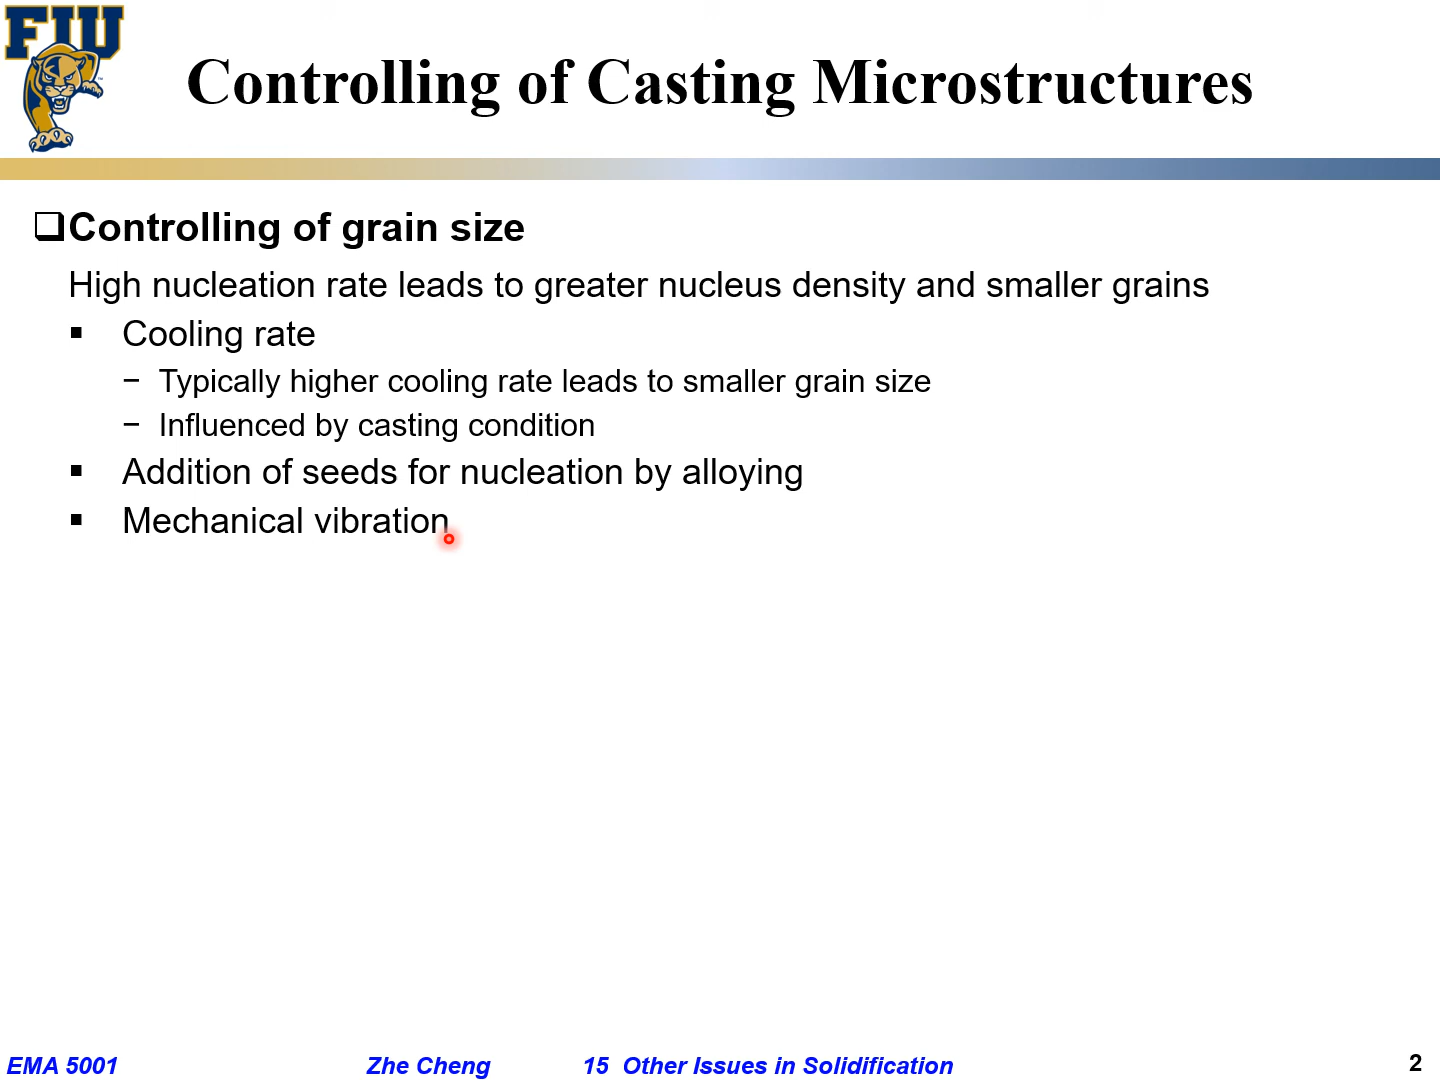 FIU
Controlling of Casting Microstructures
❑Controlling of grain size
High nucleation rate leads to greater nucleus density and smaller grains
▪ Cooling rate
− Typically higher cooling rate leads to smaller grain size
− Influenced by casting condition
▪ Addition of seeds for nucleation by alloying
▪ Mechanical vibration
EMA 5001 Zhe Cheng 15 Other Issues in Solidification 2